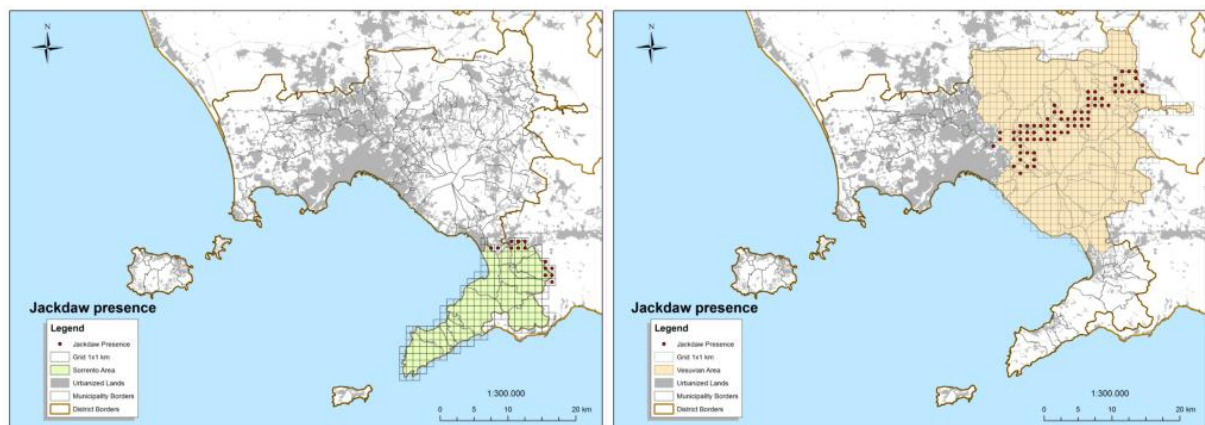 N
Jackdaw presence
Legend
Jackdaw Presence
Grid 1x1 km
Sorrento Area
Urbanized Lands
Municipality Borders
District Borders
1:300.000
0 5 10 20 km
N
Jackdaw presence
Legend
Jackdaw Presence
Grid 1x1 km
Vesuvian Area
Urbanized Lands
Municipality Borders
District Borders
1:300.000
0 5 10 20 km